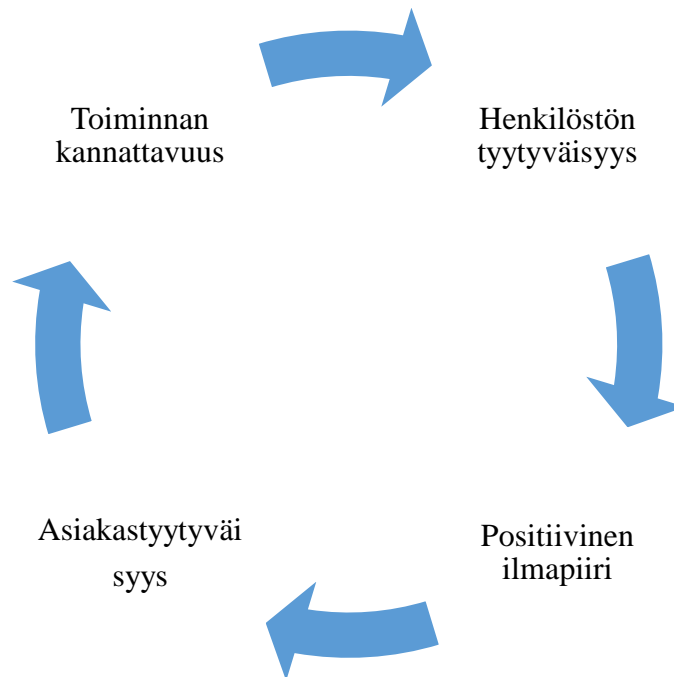 Toiminnan
kannattavuus
Henkilöstön
tyytyväisyys
Asiakastyytyväi
syys
Positiivinen
ilmapiiri